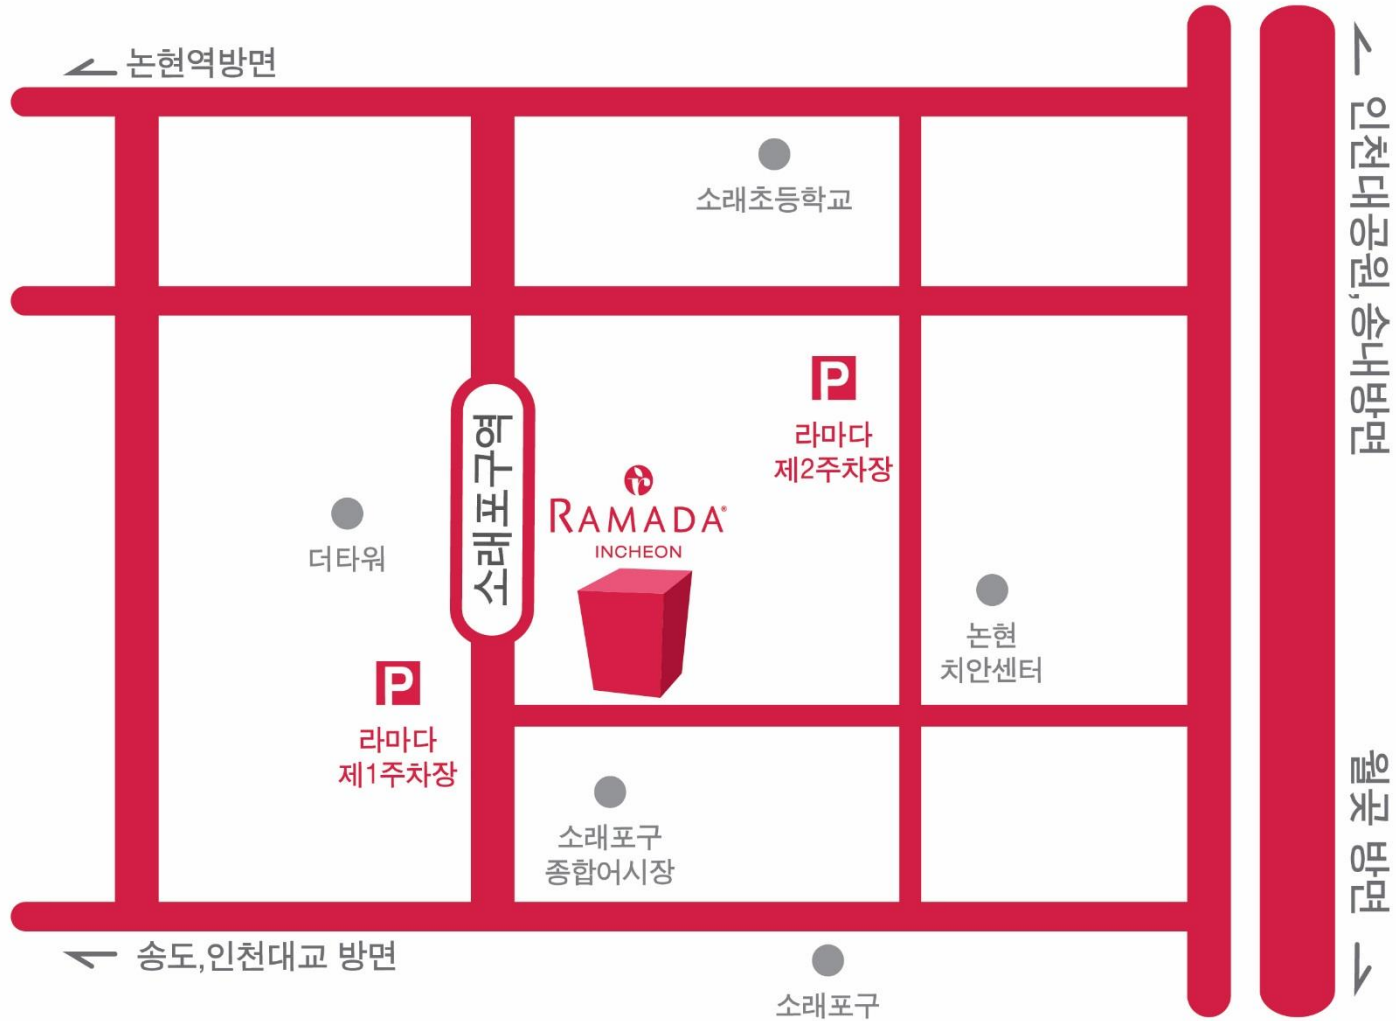 논현역방면
인천대공원,송내방면
소래초등학교
P
라마다
제2주차장
소래포구역
RAMADA®
INCHEON
더타워
논현
치안센터
P
라마다
제1주차장
소래포구
종합어시장
월곶 방면
송도,인천대교 방면
소래포구